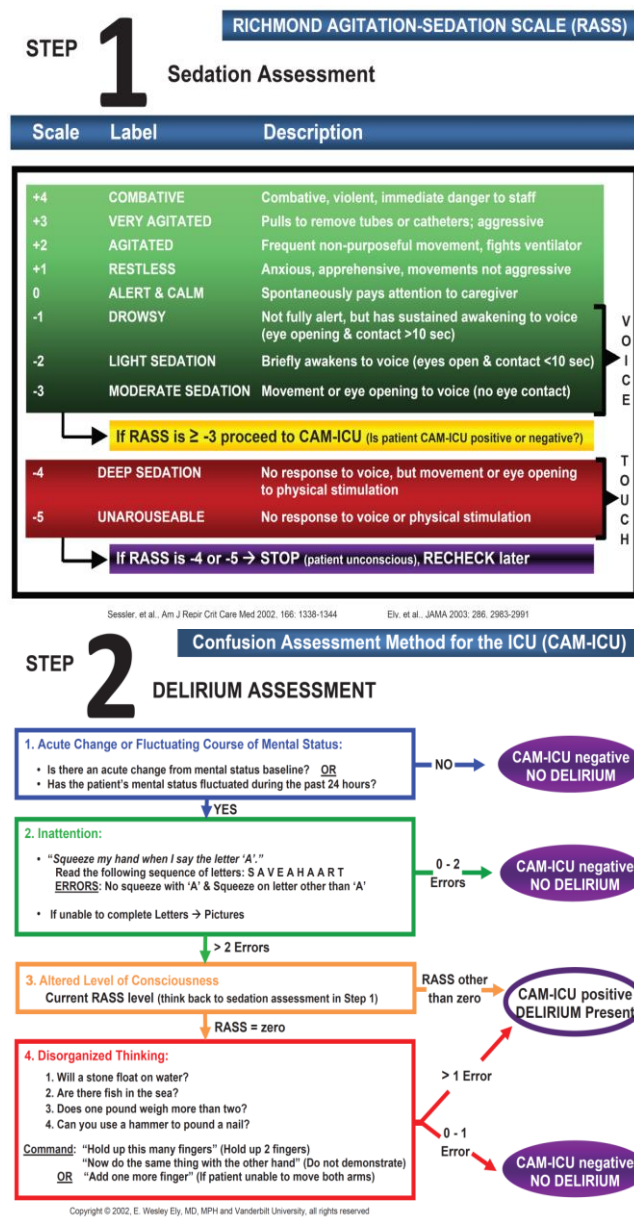 RICHMOND AGITATION-SEDATION SCALE (RASS)
STEP 1
Sedation Assessment
Scale Label Description
+4 COMBATIVE Combative, violent, immediate danger to staff
+3 VERY AGITATED Pulls to remove tubes or catheters; aggressive
+2 AGITATED Frequent non-purposeful movement, fights ventilator
+1 RESTLESS Anxious, apprehensive, movements not aggressive
0 ALERT & CALM Spontaneously pays attention to caregiver
-1 DROWSY Not fully alert, but has sustained awakening to voice
(eye opening & contact >10 sec)
-2 LIGHT SEDATION Briefly awakens to voice (eyes open & contact <10 sec)
-3 MODERATE SEDATION Movement or eye opening to voice (no eye contact)
VOICE
If RASS is ≥ -3 proceed to CAM-ICU (Is patient CAM-ICU positive or negative?)
-4 DEEP SEDATION No response to voice, but movement or eye opening
to physical stimulation
-5 UNAROUSEABLE No response to voice or physical stimulation
TOUCH
If RASS is -4 or -5 → STOP (patient unconscious), RECHECK later
Sessler, et al., Am J Repir Crit Care Med 2002, 166: 1338-1344 Ely, et al., JAMA 2003; 286, 2983-2991
Confusion Assessment Method for the ICU (CAM-ICU)
STEP 2
DELIRIUM ASSESSMENT
1. Acute Change or Fluctuating Course of Mental Status:
• Is there an acute change from mental status baseline? OR
• Has the patient's mental status fluctuated during the past 24 hours?
NO
CAM-ICU negative
NO DELIRIUM
YES
2. Inattention:
• "Squeeze my hand when I say the letter 'A'."
Read the following sequence of letters: S A V E A H A A R T
ERRORS: No squeeze with 'A' & Squeeze on letter other than 'A'
• If unable to complete Letters → Pictures
0 - 2
Errors
CAM-ICU negative
NO DELIRIUM
> 2 Errors
3. Altered Level of Consciousness
Current RASS level (think back to sedation assessment in Step 1)
RASS other
than zero
CAM-ICU positive
DELIRIUM Present
RASS = zero
4. Disorganized Thinking:
1. Will a stone float on water?
2. Are there fish in the sea?
3. Does one pound weigh more than two?
4. Can you use a hammer to pound a nail?
Command: "Hold up this many fingers" (Hold up 2 fingers)
"Now do the same thing with the other hand" (Do not demonstrate)
OR "Add one more finger" (If patient unable to move both arms)
> 1 Error
0 - 1
Error
CAM-ICU negative
NO DELIRIUM
Copyright © 2002, E. Wesley Ely, MD, MPH and Vanderbilt University, all rights reserved